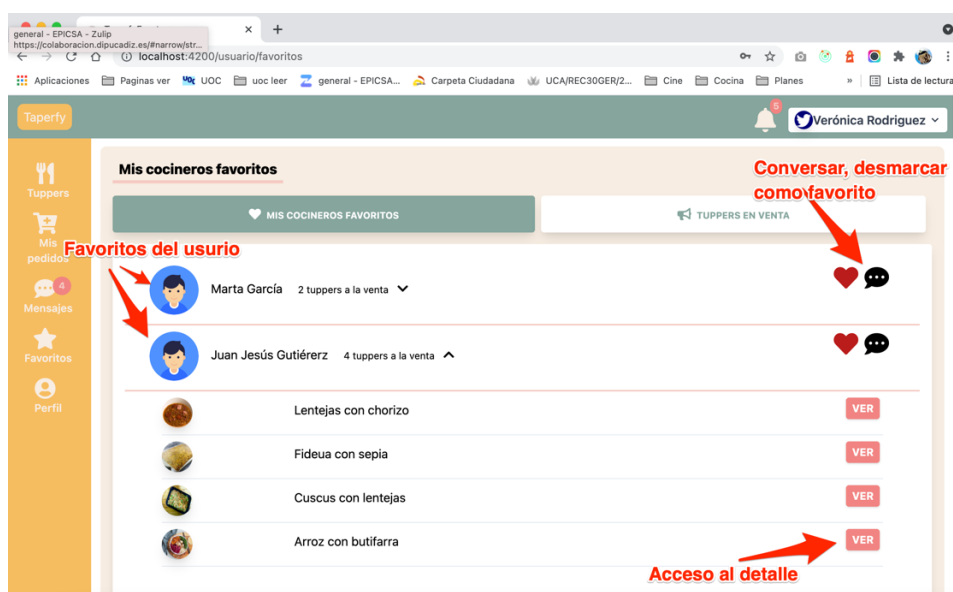 general - EPICSA - Zulip
https://colaboracion.dipucadiz.es/#narrow/str...
localhost:4200/usuario/favoritos
Aplicaciones Paginas ver UOC uoc leer general - EPICSA... Carpeta Ciudadana UCA/REC30GER/2... Cine Cocina Planes » Lista de lectura
Taperfy
5
Verónica Rodriguez
Tuppers
Mis
pedidos
4
Mensajes
Favoritos
Perfil
Mis cocineros favoritos
Conversar, desmarcar
como favorito
MIS COCINEROS FAVORITOS
TUPPERS EN VENTA
Favoritos del usurio
Marta García 2 tuppers a la venta
Juan Jesús Gutiérerz 4 tuppers a la venta
Lentejas con chorizo VER
Fideua con sepia VER
Cuscus con lentejas VER
Arroz con butifarra VER
Acceso al detalle